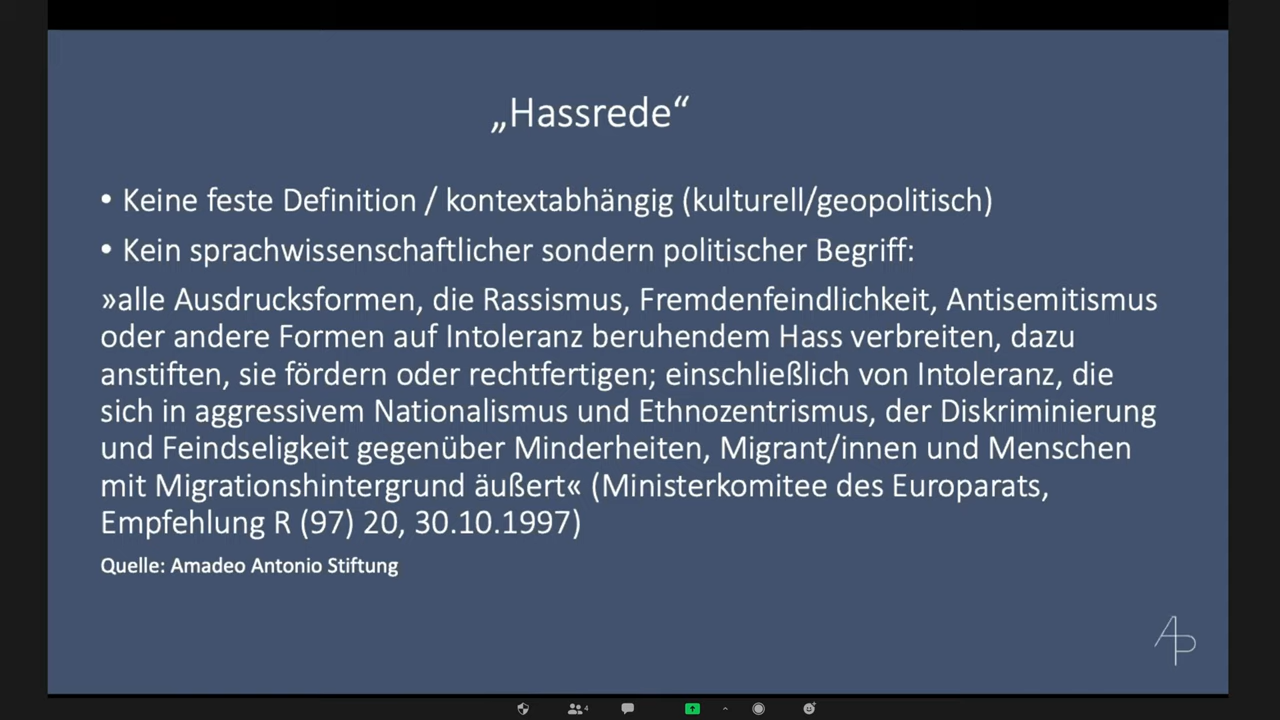 „Hassrede“
• Keine feste Definition / kontextabhängig (kulturell/geopolitisch)
• Kein sprachwissenschaftlicher sondern politischer Begriff:
»alle Ausdrucksformen, die Rassismus, Fremdenfeindlichkeit, Antisemitismus
oder andere Formen auf Intoleranz beruhendem Hass verbreiten, dazu
anstiften, sie fördern oder rechtfertigen; einschließlich von Intoleranz, die
sich in aggressivem Nationalismus und Ethnozentrismus, der Diskriminierung
und Feindseligkeit gegenüber Minderheiten, Migrant/innen und Menschen
mit Migrationshintergrund äußert« (Ministerkomitee des Europarats,
Empfehlung R (97) 20, 30.10.1997)
Quelle: Amadeo Antonio Stiftung
AP
4